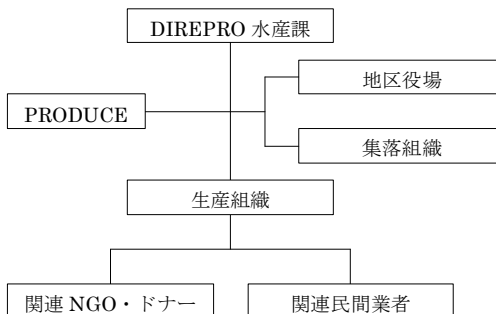 DIREPRO 水産課
地区役場
PRODUCE
集落組織
生産組織
関連 NGO・ドナー
関連民間業者